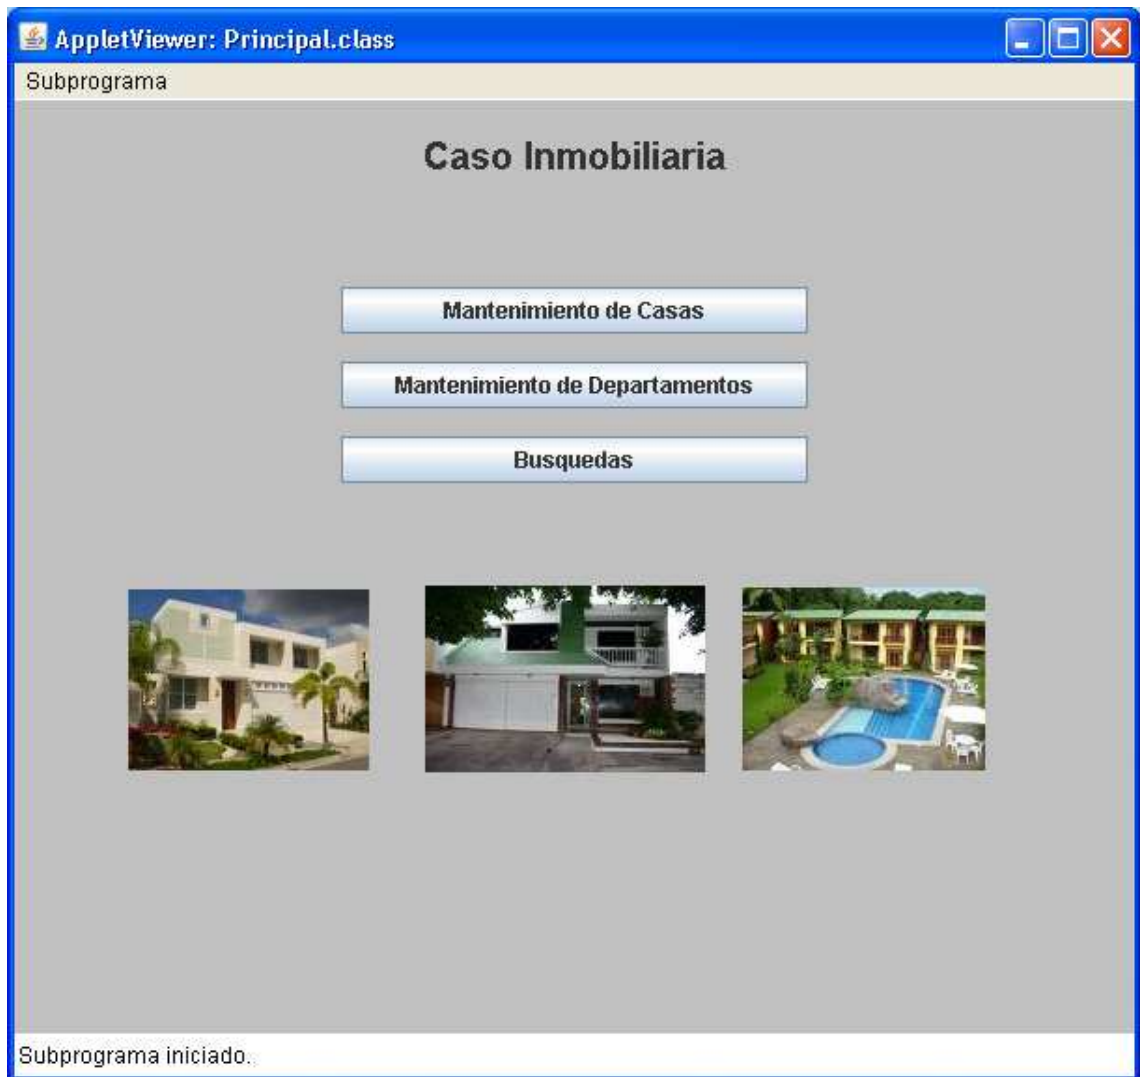 AppletViewer: Principal.class
Subprograma
Caso Inmobiliaria
Mantenimiento de Casas
Mantenimiento de Departamentos
Busquedas
Subprograma iniciado.